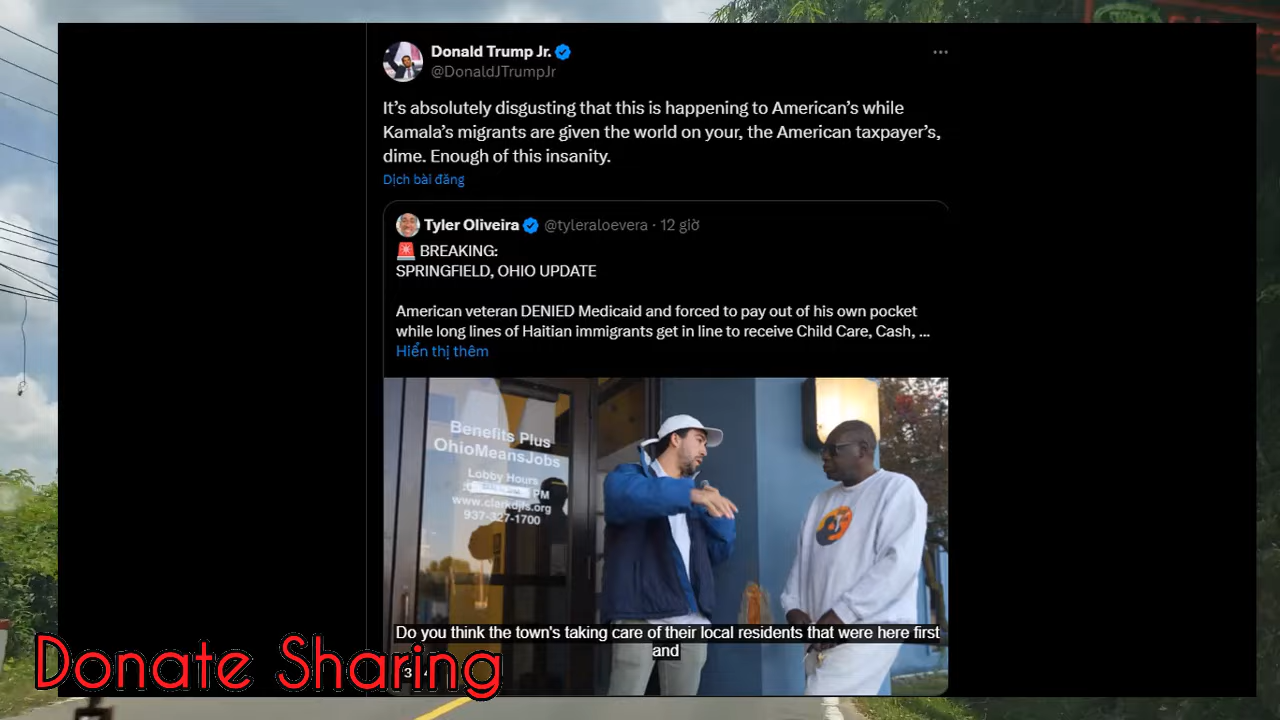 Donald Trump Jr.
@DonaldJTrumpJr
It's absolutely disgusting that this is happening to American's while
Kamala's migrants are given the world on your, the American taxpayer's,
dime. Enough of this insanity.
Dịch bài đăng
Tyler Oliveira @tyleraloevera · 12 giờ
🚨 BREAKING:
SPRINGFIELD, OHIO UPDATE
American veteran DENIED Medicaid and forced to pay out of his own pocket
while long lines of Haitian immigrants get in line to receive Child Care, Cash, ...
Hiển thị thêm
Benefits Plus
OhioMeansJobs
Lobby Hours
PM
www.clarkdjfs.org
937-327-1700
Do you think the town's taking care of their local residents that were here first
and
Donate Sharing